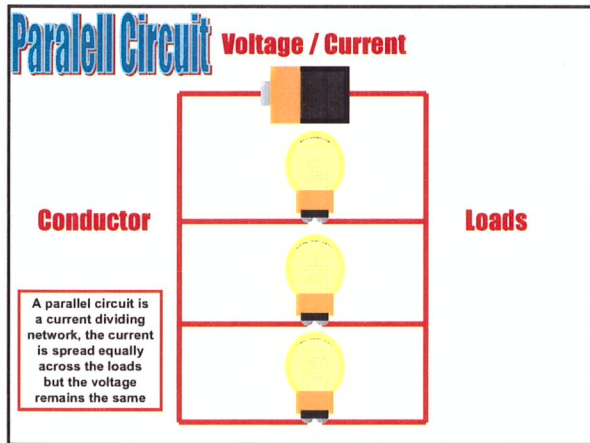 Paralell Circuit
Voltage / Current
Conductor
Loads
A parallel circuit is
a current dividing
network, the current
is spread equally
across the loads
but the voltage
remains the same